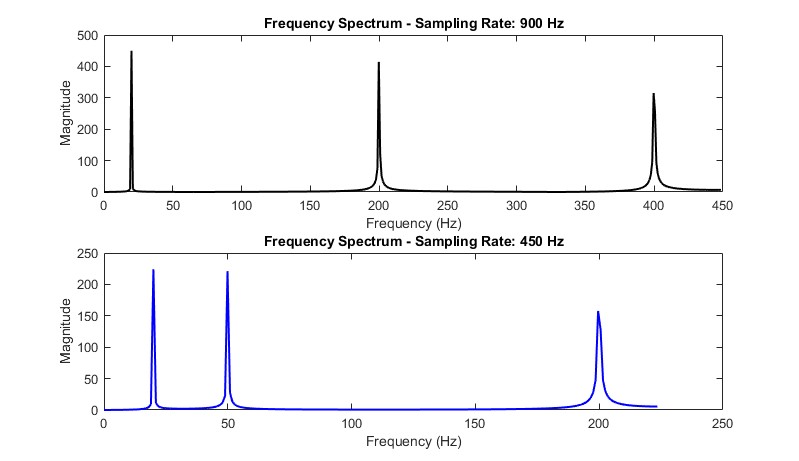 Frequency Spectrum - Sampling Rate: 900 Hz
500
400
300
200
100
0
Magnitude
0 50 100 150 200 250 300 350 400 450
Frequency (Hz)
Frequency Spectrum - Sampling Rate: 450 Hz
250
200
150
100
50
0
Magnitude
0 50 100 150 200 250
Frequency (Hz)